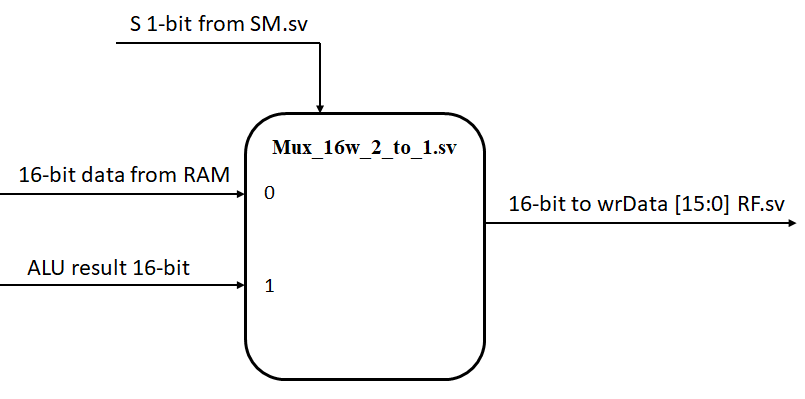 S 1-bit from SM.sv
Mux_16w_2_to_1.sv
16-bit data from RAM
0
16-bit to wrData [15:0] RF.sv
ALU result 16-bit
1